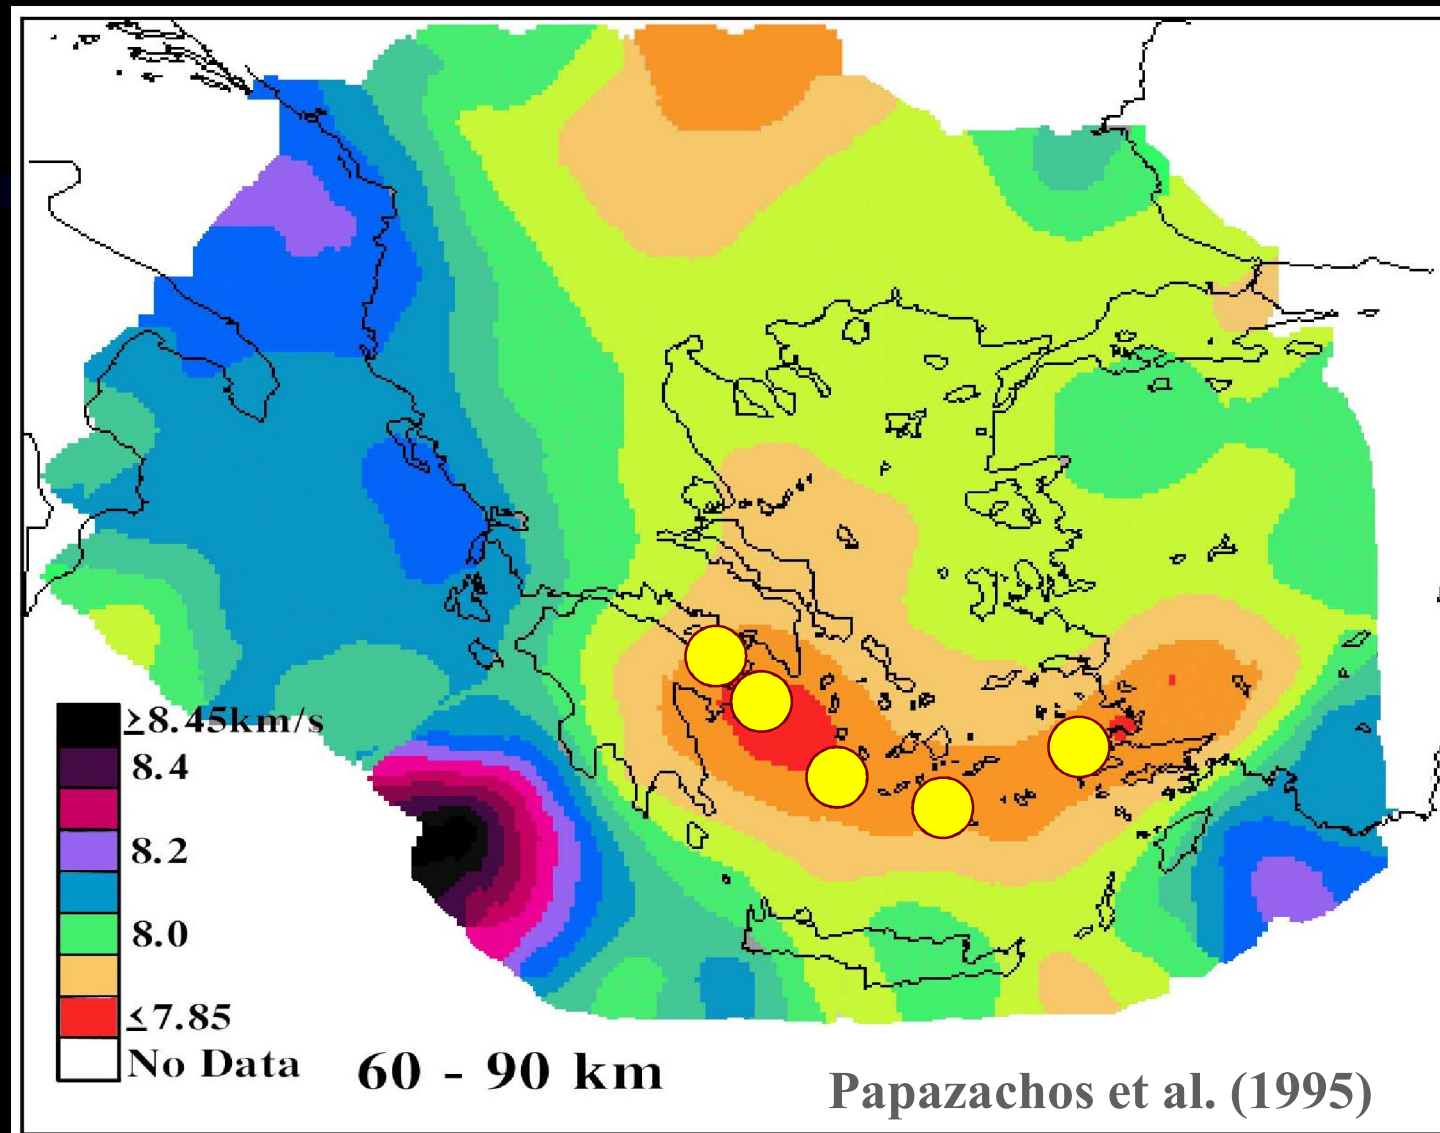 ≥8.45km/s
8.4
8.2
8.0
≤7.85
No Data
60 - 90 km
Papazachos et al. (1995)